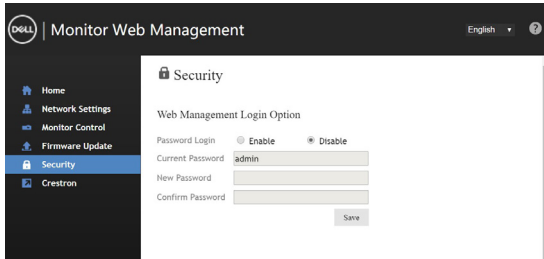 DELL | Monitor Web Management
English
?
Home
Network Settings
Monitor Control
Firmware Update
Security
Crestron
Security
Web Management Login Option
Password Login Enable Disable
Current Password admin
New Password
Confirm Password
Save